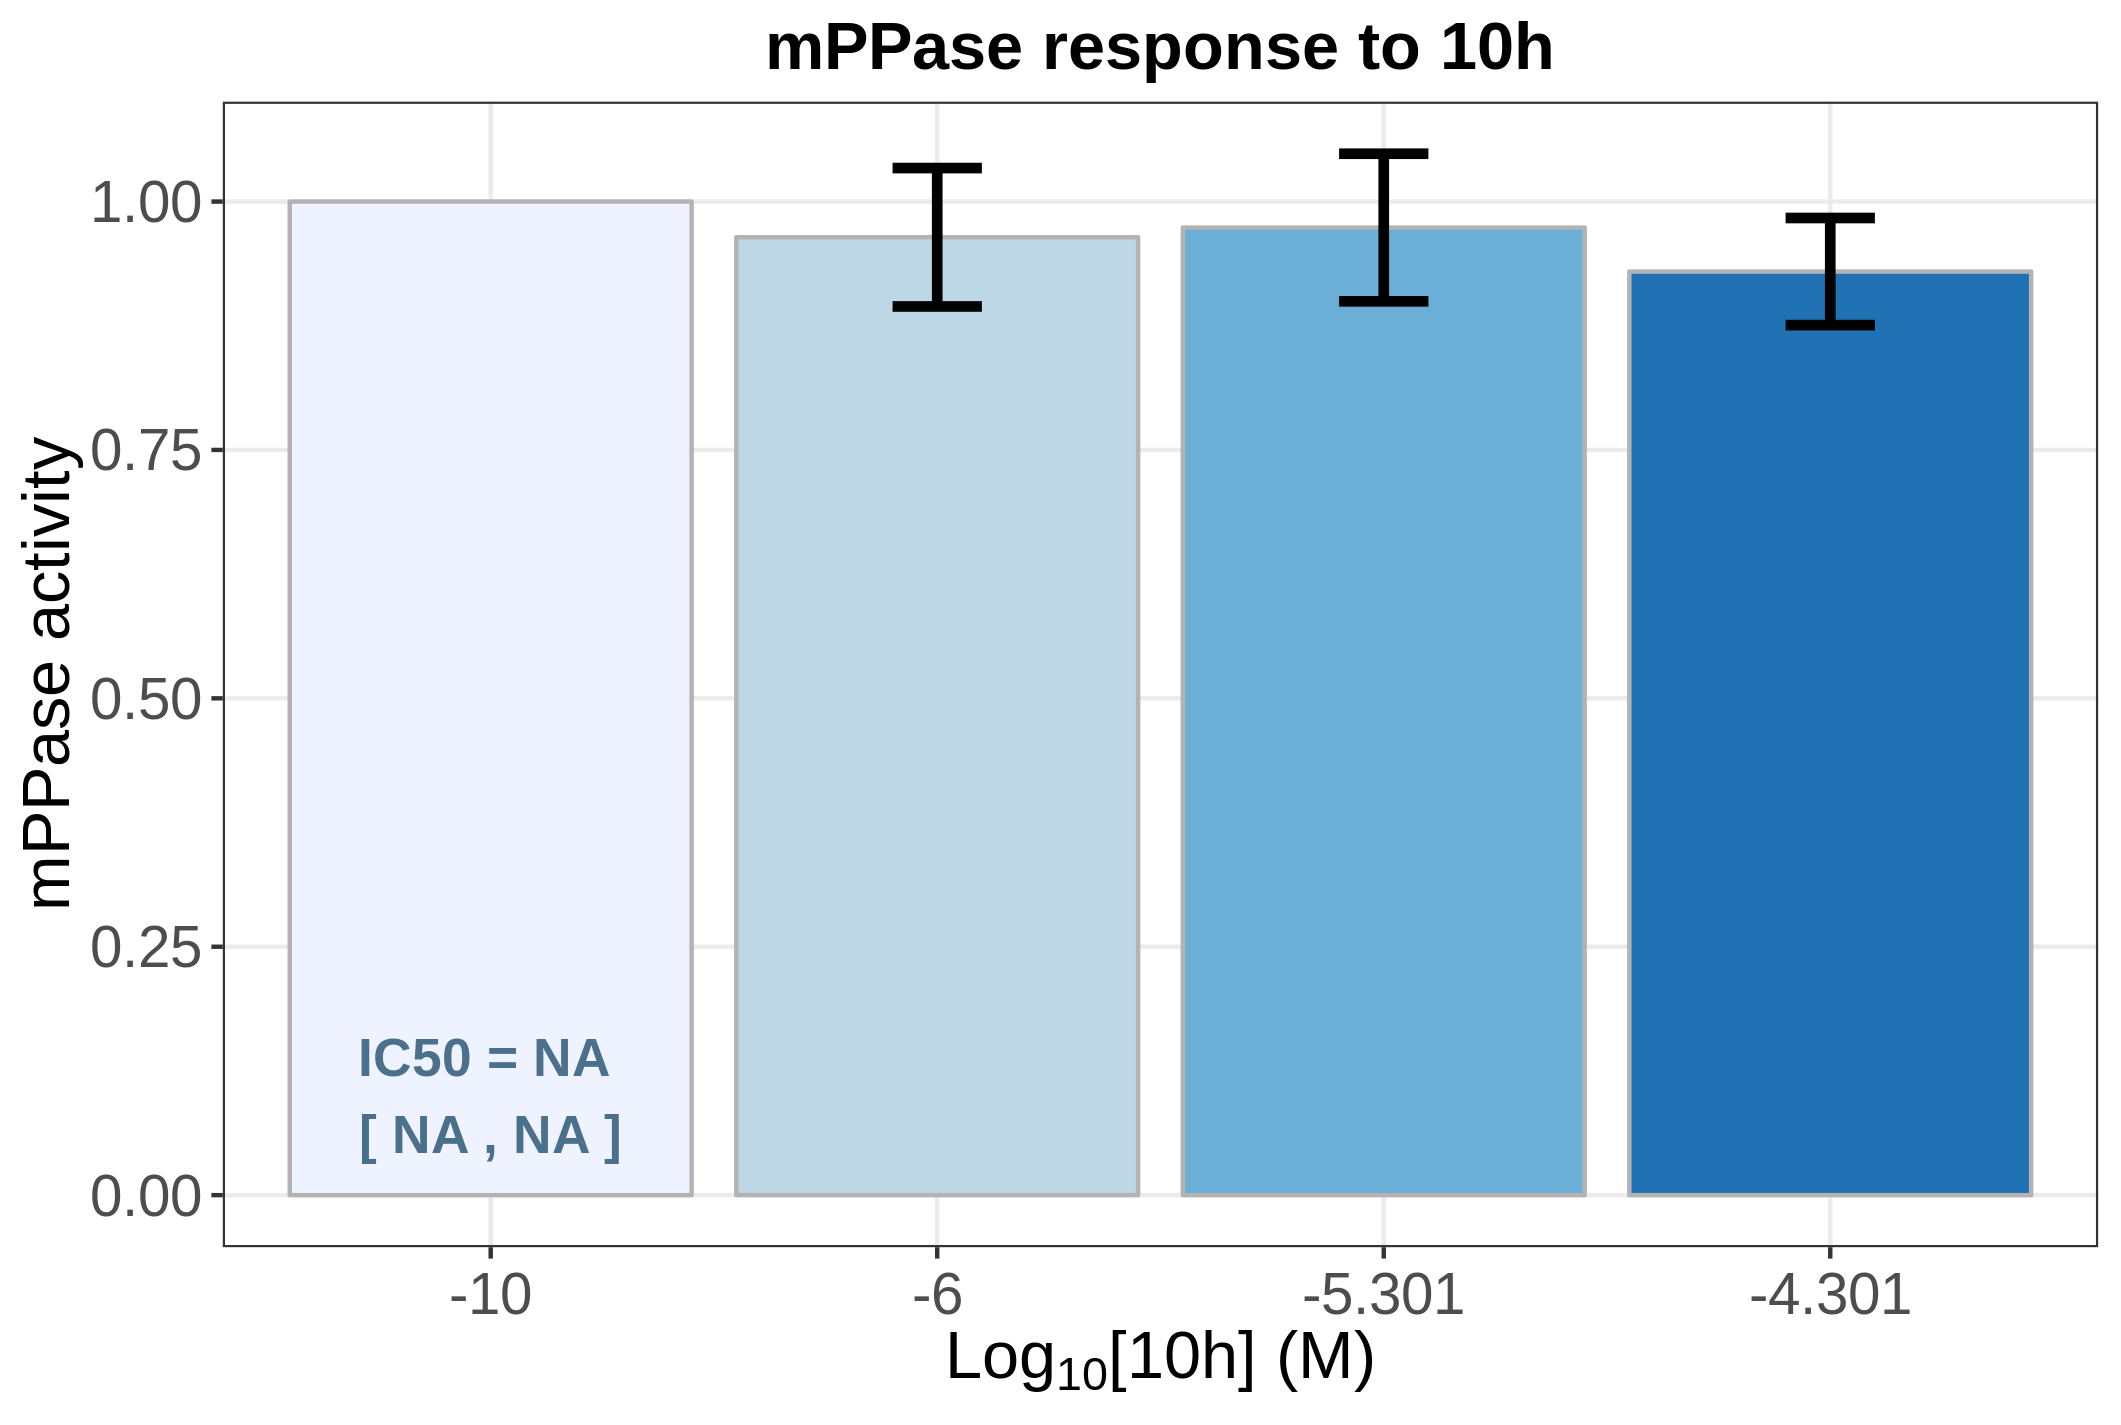 mPPase response to 10h
mPPase activity
1.00
0.75
0.50
0.25
0.00
IC50 = NA
[ NA , NA ]
-10
-6
-5.301
-4.301
Log₁₀[10h] (M)